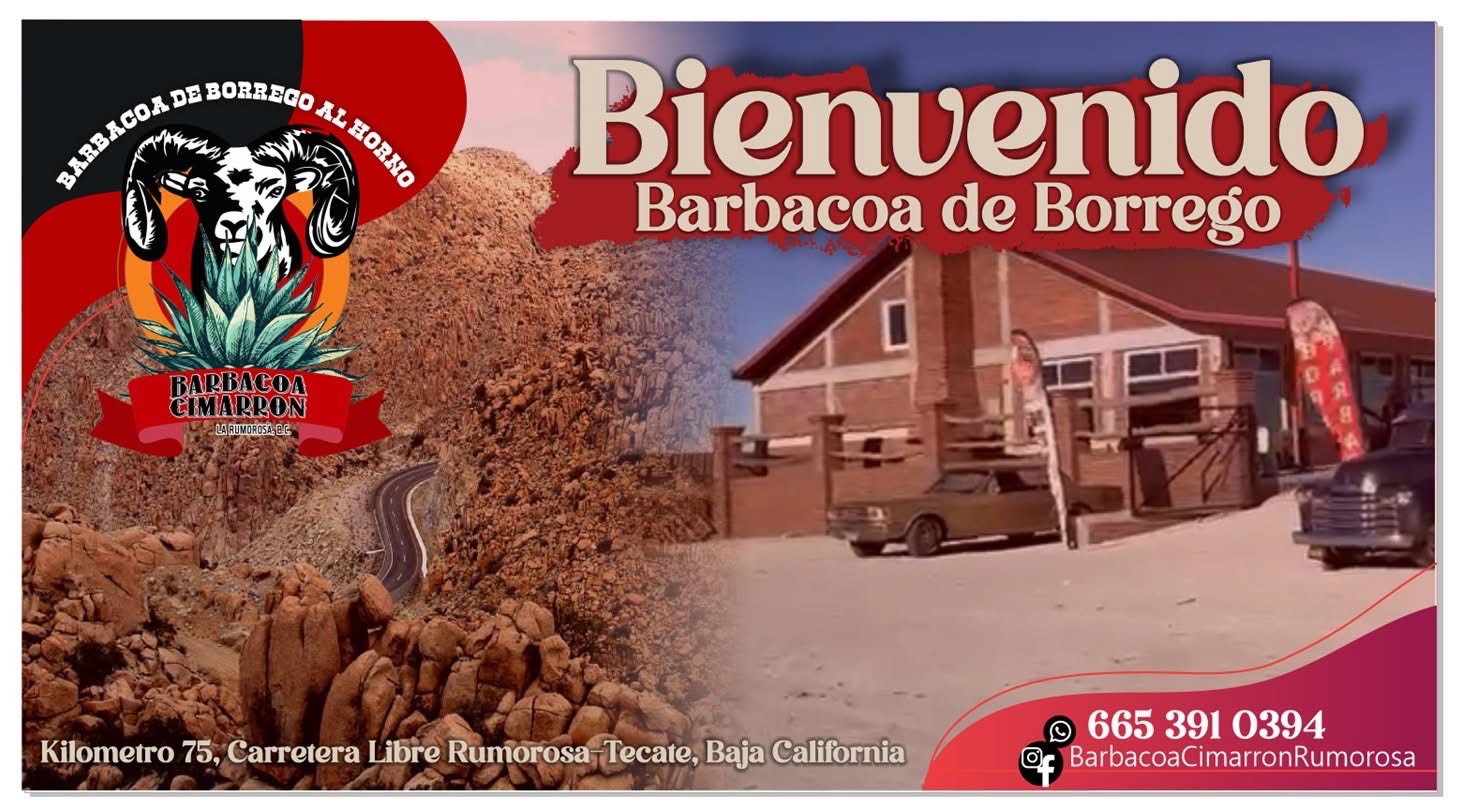 BARBACOA DE BORREGO AL HORNO
BARBACOA
CIMARRON
LA RUMOROSA, B.C.
Bienvenido
Barbacoa de Borrego
Kilometro 75, Carretera Libre Rumorosa-Tecate, Baja California
665 391 0394
BarbacoaCimarronRumorosa